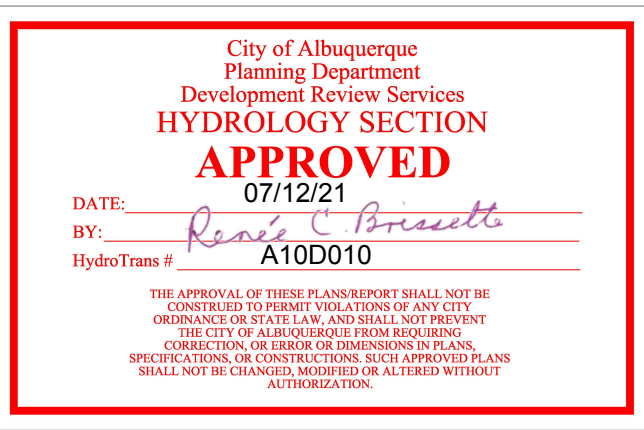 City of Albuquerque
Planning Department
Development Review Services
HYDROLOGY SECTION
APPROVED
DATE: 07/12/21
BY: Renée C. Brissette
HydroTrans # A10D010
THE APPROVAL OF THESE PLANS/REPORT SHALL NOT BE
CONSTRUED TO PERMIT VIOLATIONS OF ANY CITY
ORDINANCE OR STATE LAW, AND SHALL NOT PREVENT
THE CITY OF ALBUQUERQUE FROM REQUIRING
CORRECTION, OR ERROR OR DIMENSIONS IN PLANS,
SPECIFICATIONS, OR CONSTRUCTIONS. SUCH APPROVED PLANS
SHALL NOT BE CHANGED, MODIFIED OR ALTERED WITHOUT
AUTHORIZATION.